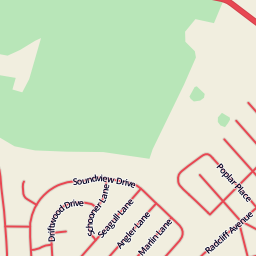 Soundview Drive
Poplar Place
Driftwood Drive
Schooner Lane
Seagull Lane
Angler Lane
Marlin Lane
Radcliff Avenue